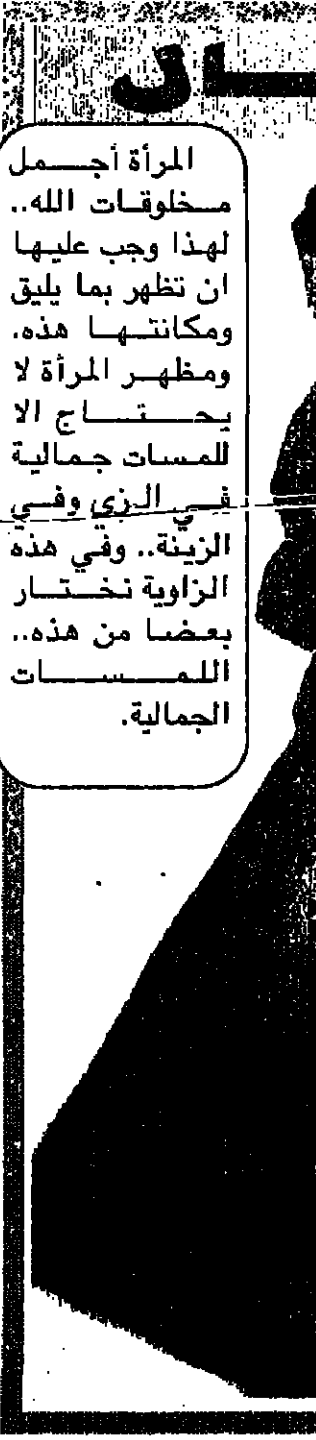 ـال
المرأة أجمل
مخلوقات الله..
لهذا وجب عليها
ان تظهر بما يليق
ومكانتها هذه.
ومظهر المرأة لا
يحتاج الا
للمسات جمالية
في الزي وفي
الزينة.. وفي هذه
الزاوية نختار
بعضا من هذه..
اللمسات
الجمالية.